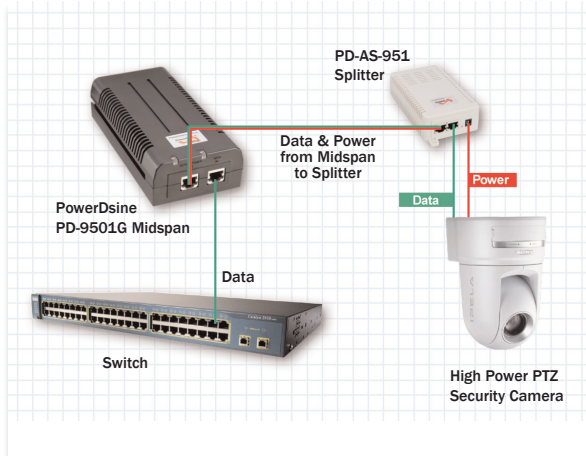 PD-AS-951
Splitter
Data & Power
from Midspan
to Splitter
Power
Data
PowerDsine
PD-9501G Midspan
Data
IPELA
Switch
High Power PTZ
Security Camera